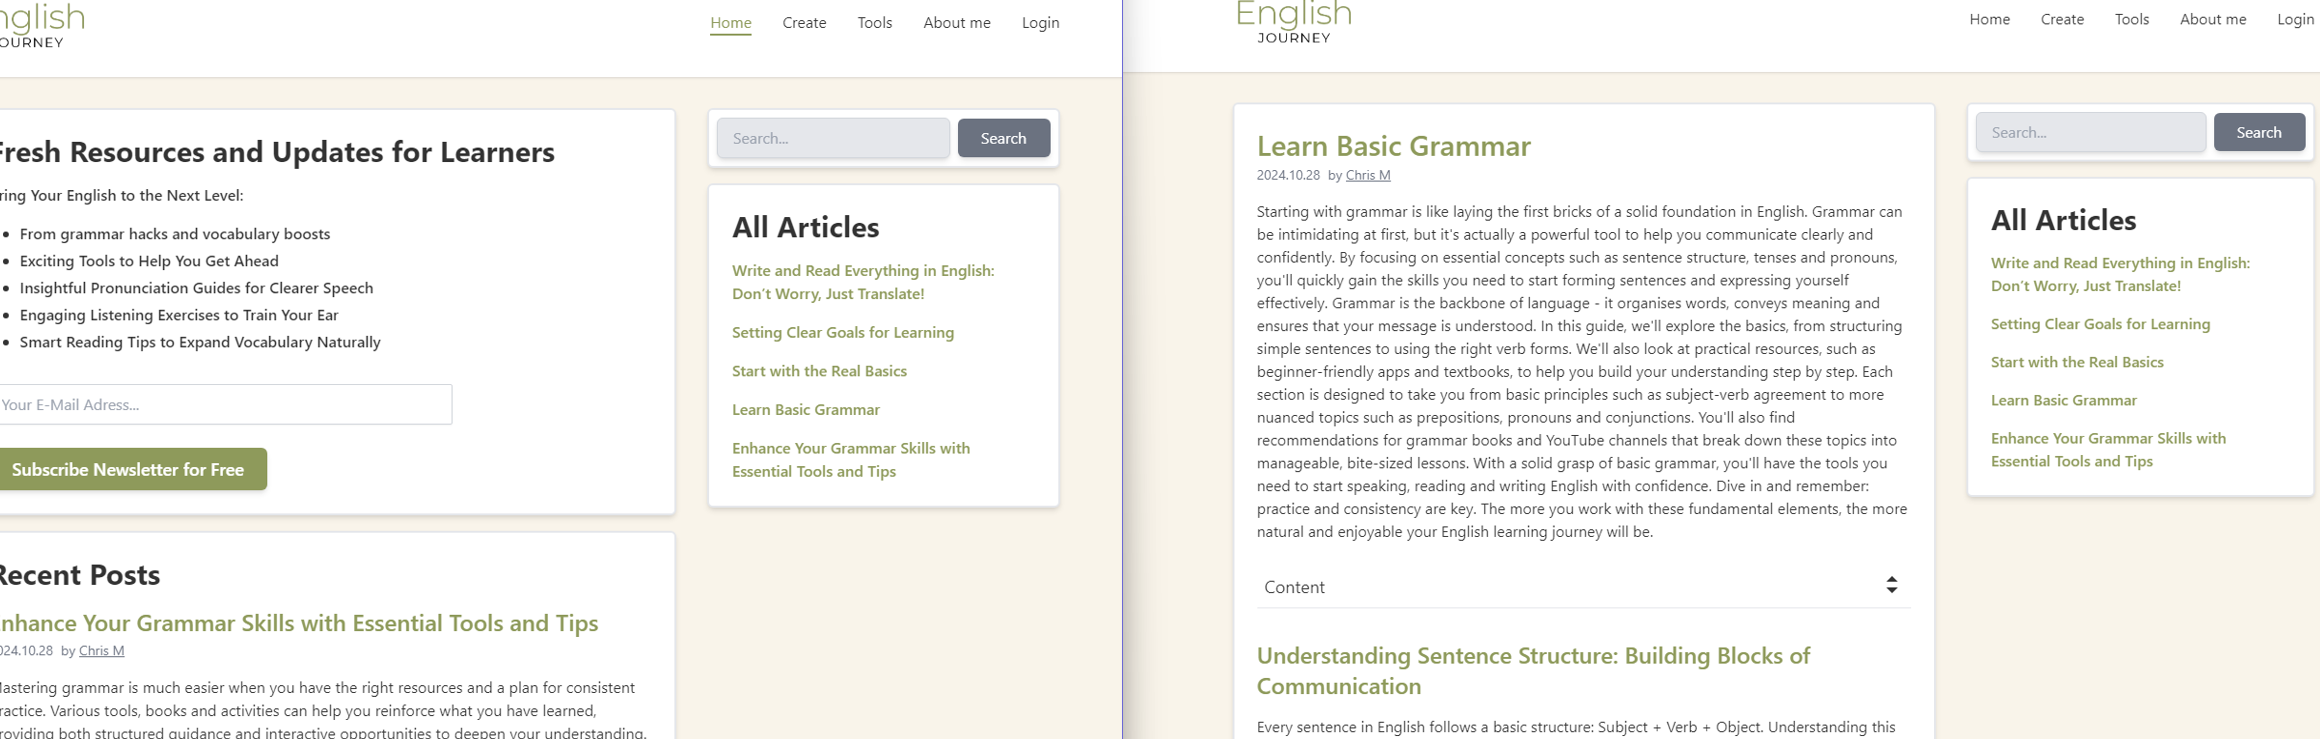 nglish
OURNEY
Home Create Tools About me Login
Fresh Resources and Updates for Learners
ring Your English to the Next Level:
From grammar hacks and vocabulary boosts
Exciting Tools to Help You Get Ahead
Insightful Pronunciation Guides for Clearer Speech
Engaging Listening Exercises to Train Your Ear
Smart Reading Tips to Expand Vocabulary Naturally
Your E-Mail Adress...
Subscribe Newsletter for Free
Recent Posts
Enhance Your Grammar Skills with Essential Tools and Tips
2024.10.28 by Chris M
Mastering grammar is much easier when you have the right resources and a plan for consistent
practice. Various tools, books and activities can help you reinforce what you have learned,
providing both structured guidance and interactive opportunities to deepen your understanding.
Search...
Search
All Articles
Write and Read Everything in English:
Don’t Worry, Just Translate!
Setting Clear Goals for Learning
Start with the Real Basics
Learn Basic Grammar
Enhance Your Grammar Skills with
Essential Tools and Tips
English
JOURNEY
Home Create Tools About me Login
Learn Basic Grammar
2024.10.28 by Chris M
Starting with grammar is like laying the first bricks of a solid foundation in English. Grammar can
be intimidating at first, but it's actually a powerful tool to help you communicate clearly and
confidently. By focusing on essential concepts such as sentence structure, tenses and pronouns,
you'll quickly gain the skills you need to start forming sentences and expressing yourself
effectively. Grammar is the backbone of language - it organises words, conveys meaning and
ensures that your message is understood. In this guide, we'll explore the basics, from structuring
simple sentences to using the right verb forms. We'll also look at practical resources, such as
beginner-friendly apps and textbooks, to help you build your understanding step by step. Each
section is designed to take you from basic principles such as subject-verb agreement to more
nuanced topics such as prepositions, pronouns and conjunctions. You'll also find
recommendations for grammar books and YouTube channels that break down these topics into
manageable, bite-sized lessons. With a solid grasp of basic grammar, you'll have the tools you
need to start speaking, reading and writing English with confidence. Dive in and remember:
practice and consistency are key. The more you work with these fundamental elements, the more
natural and enjoyable your English learning journey will be.
Content
Understanding Sentence Structure: Building Blocks of
Communication
Every sentence in English follows a basic structure: Subject + Verb + Object. Understanding this
Search...
Search
All Articles
Write and Read Everything in English:
Don’t Worry, Just Translate!
Setting Clear Goals for Learning
Start with the Real Basics
Learn Basic Grammar
Enhance Your Grammar Skills with
Essential Tools and Tips